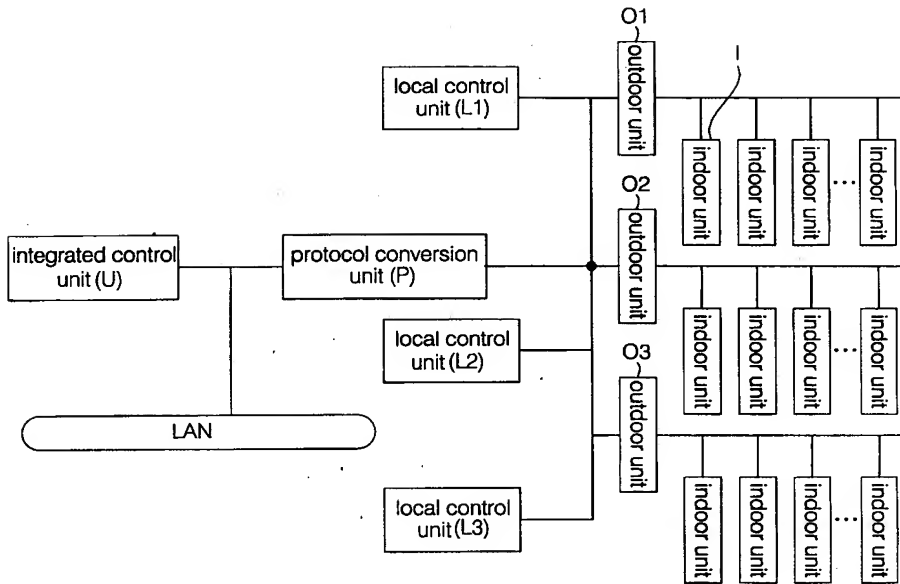 O1
I
local control
unit (L1)
outdoor unit
indoor unit
indoor unit
indoor unit
...
indoor unit
O2
integrated control
unit (U)
protocol conversion
unit (P)
outdoor unit
indoor unit
indoor unit
indoor unit
...
indoor unit
local control
unit (L2)
O3
outdoor unit
LAN
local control
unit (L3)
indoor unit
indoor unit
indoor unit
...
indoor unit